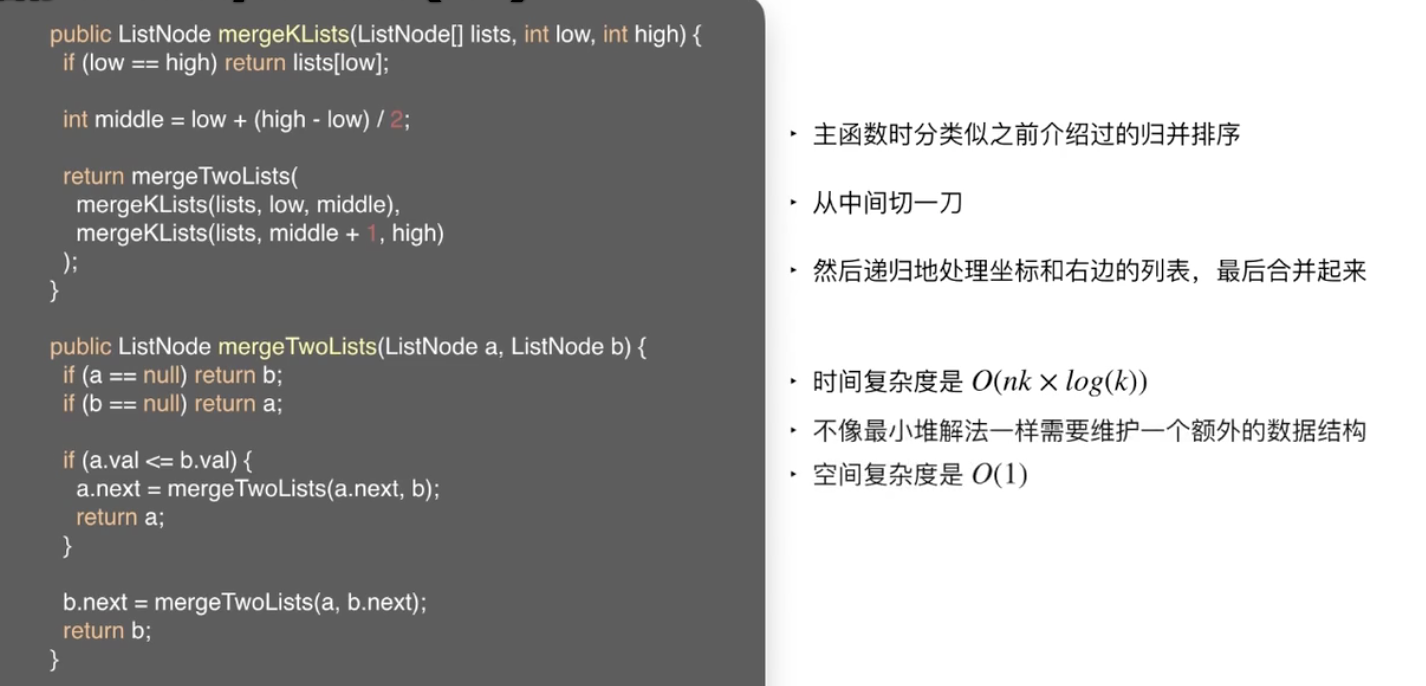 public ListNode mergeKLists(ListNode[] lists, int low, int high) {
if (low == high) return lists[low];
int middle = low + (high - low) / 2;
return mergeTwoLists(
mergeKLists(lists, low, middle),
mergeKLists(lists, middle + 1, high)
);
}
public ListNode mergeTwoLists(ListNode a, ListNode b) {
if (a == null) return b;
if (b == null) return a;
if (a.val <= b.val) {
a.next = mergeTwoLists(a.next, b);
return a;
}
b.next = mergeTwoLists(a, b.next);
return b;
}
‣ 主函数时分类似之前介绍过的归并排序
‣ 从中间切一刀
‣ 然后递归地处理坐标和右边的列表，最后合并起来
‣ 时间复杂度是 O(nk × log(k))
‣ 不像最小堆解法一样需要维护一个额外的数据结构
‣ 空间复杂度是 O(1)